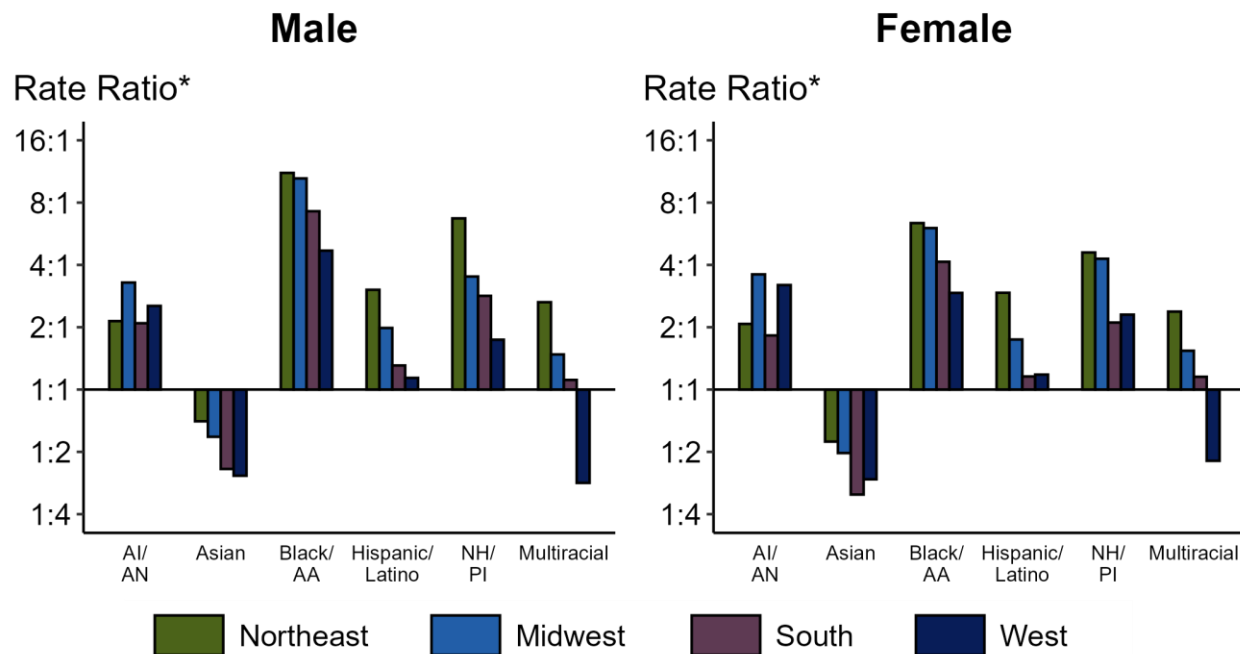 Male
Rate Ratio*
16:1
8:1
4:1
2:1
1:1
1:2
1:4
AI/
AN
Asian
Black/
AA
Hispanic/
Latino
NH/
PI
Multiracial
Female
Rate Ratio*
16:1
8:1
4:1
2:1
1:1
1:2
1:4
AI/
AN
Asian
Black/
AA
Hispanic/
Latino
NH/
PI
Multiracial
Northeast
Midwest
South
West